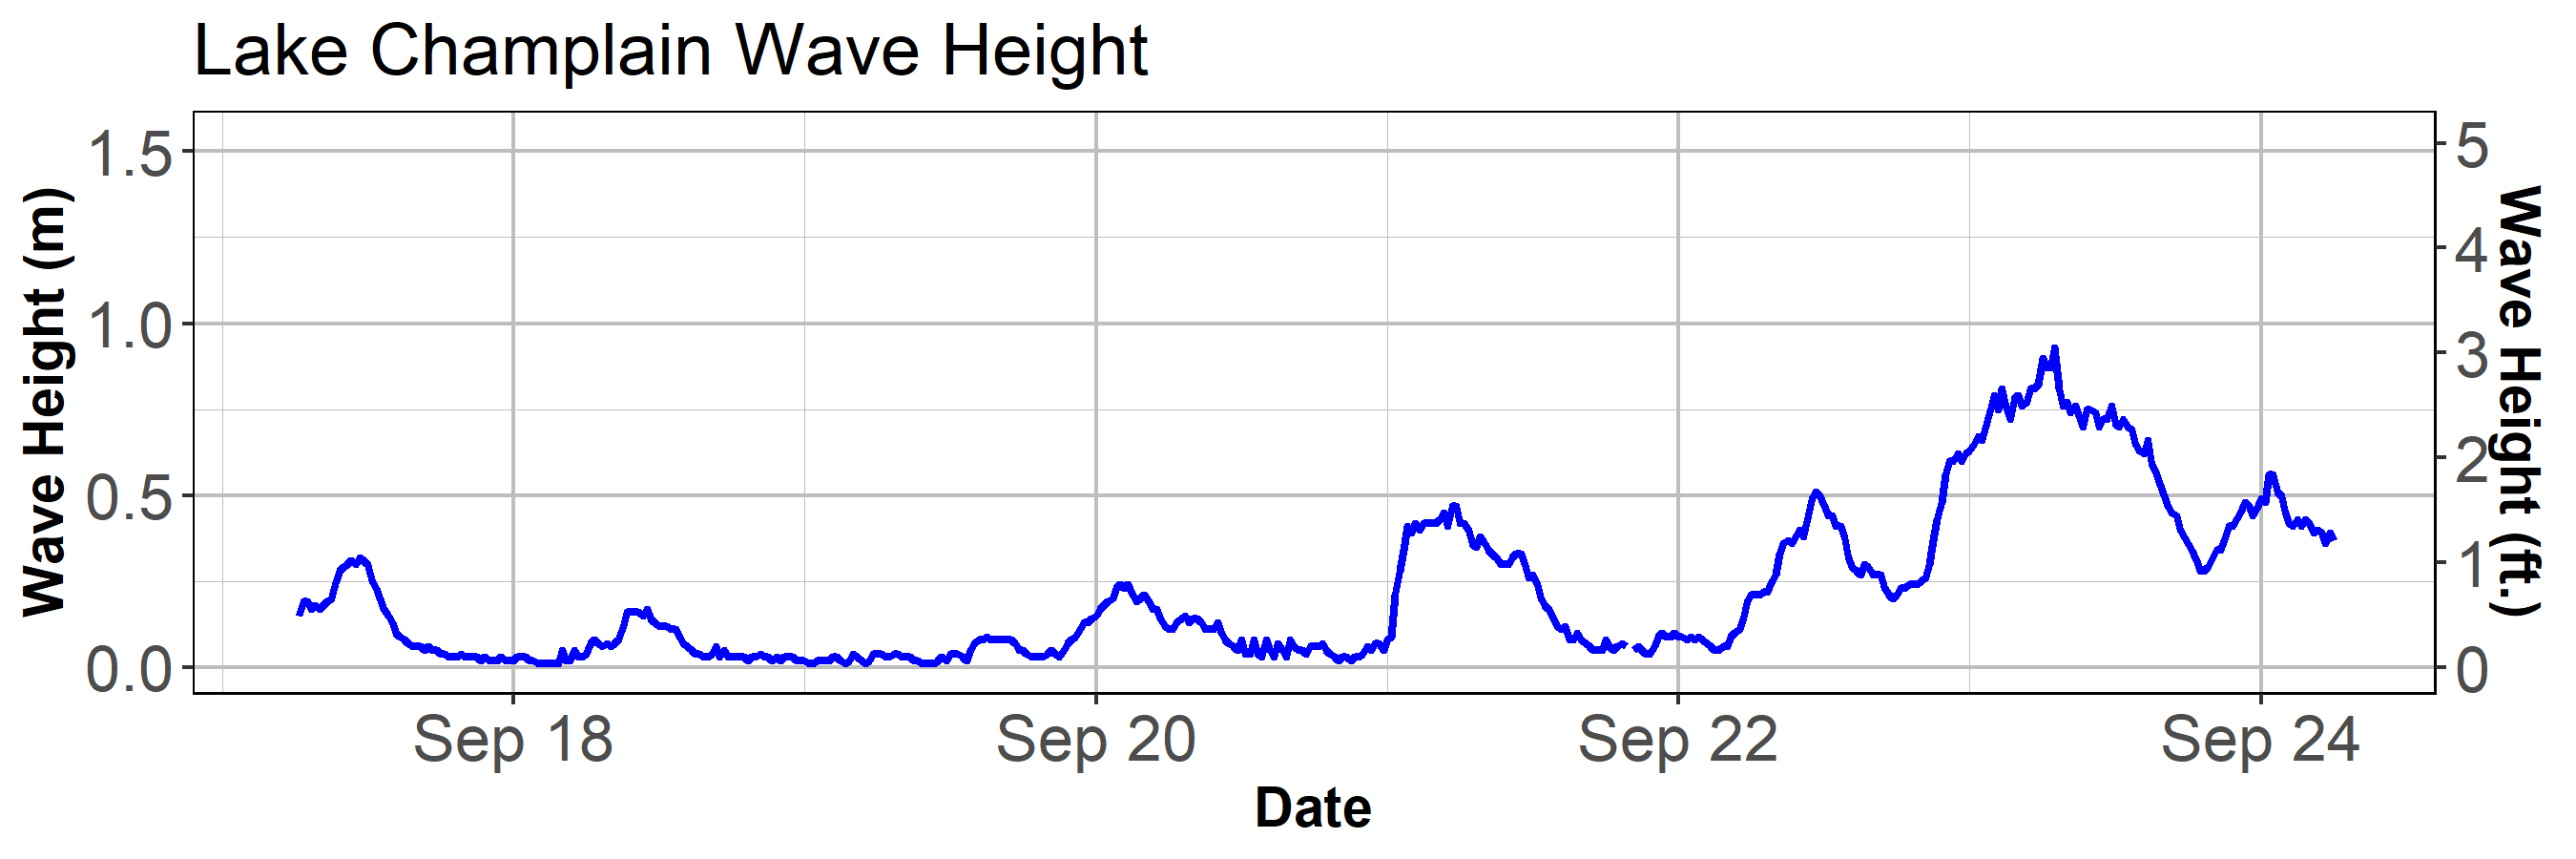 Lake Champlain Wave Height
Wave Height (m)
1.5
1.0
0.5
0.0
5
4
3
2
1
0
Wave Height (ft.)
Sep 18
Sep 20
Sep 22
Sep 24
Date